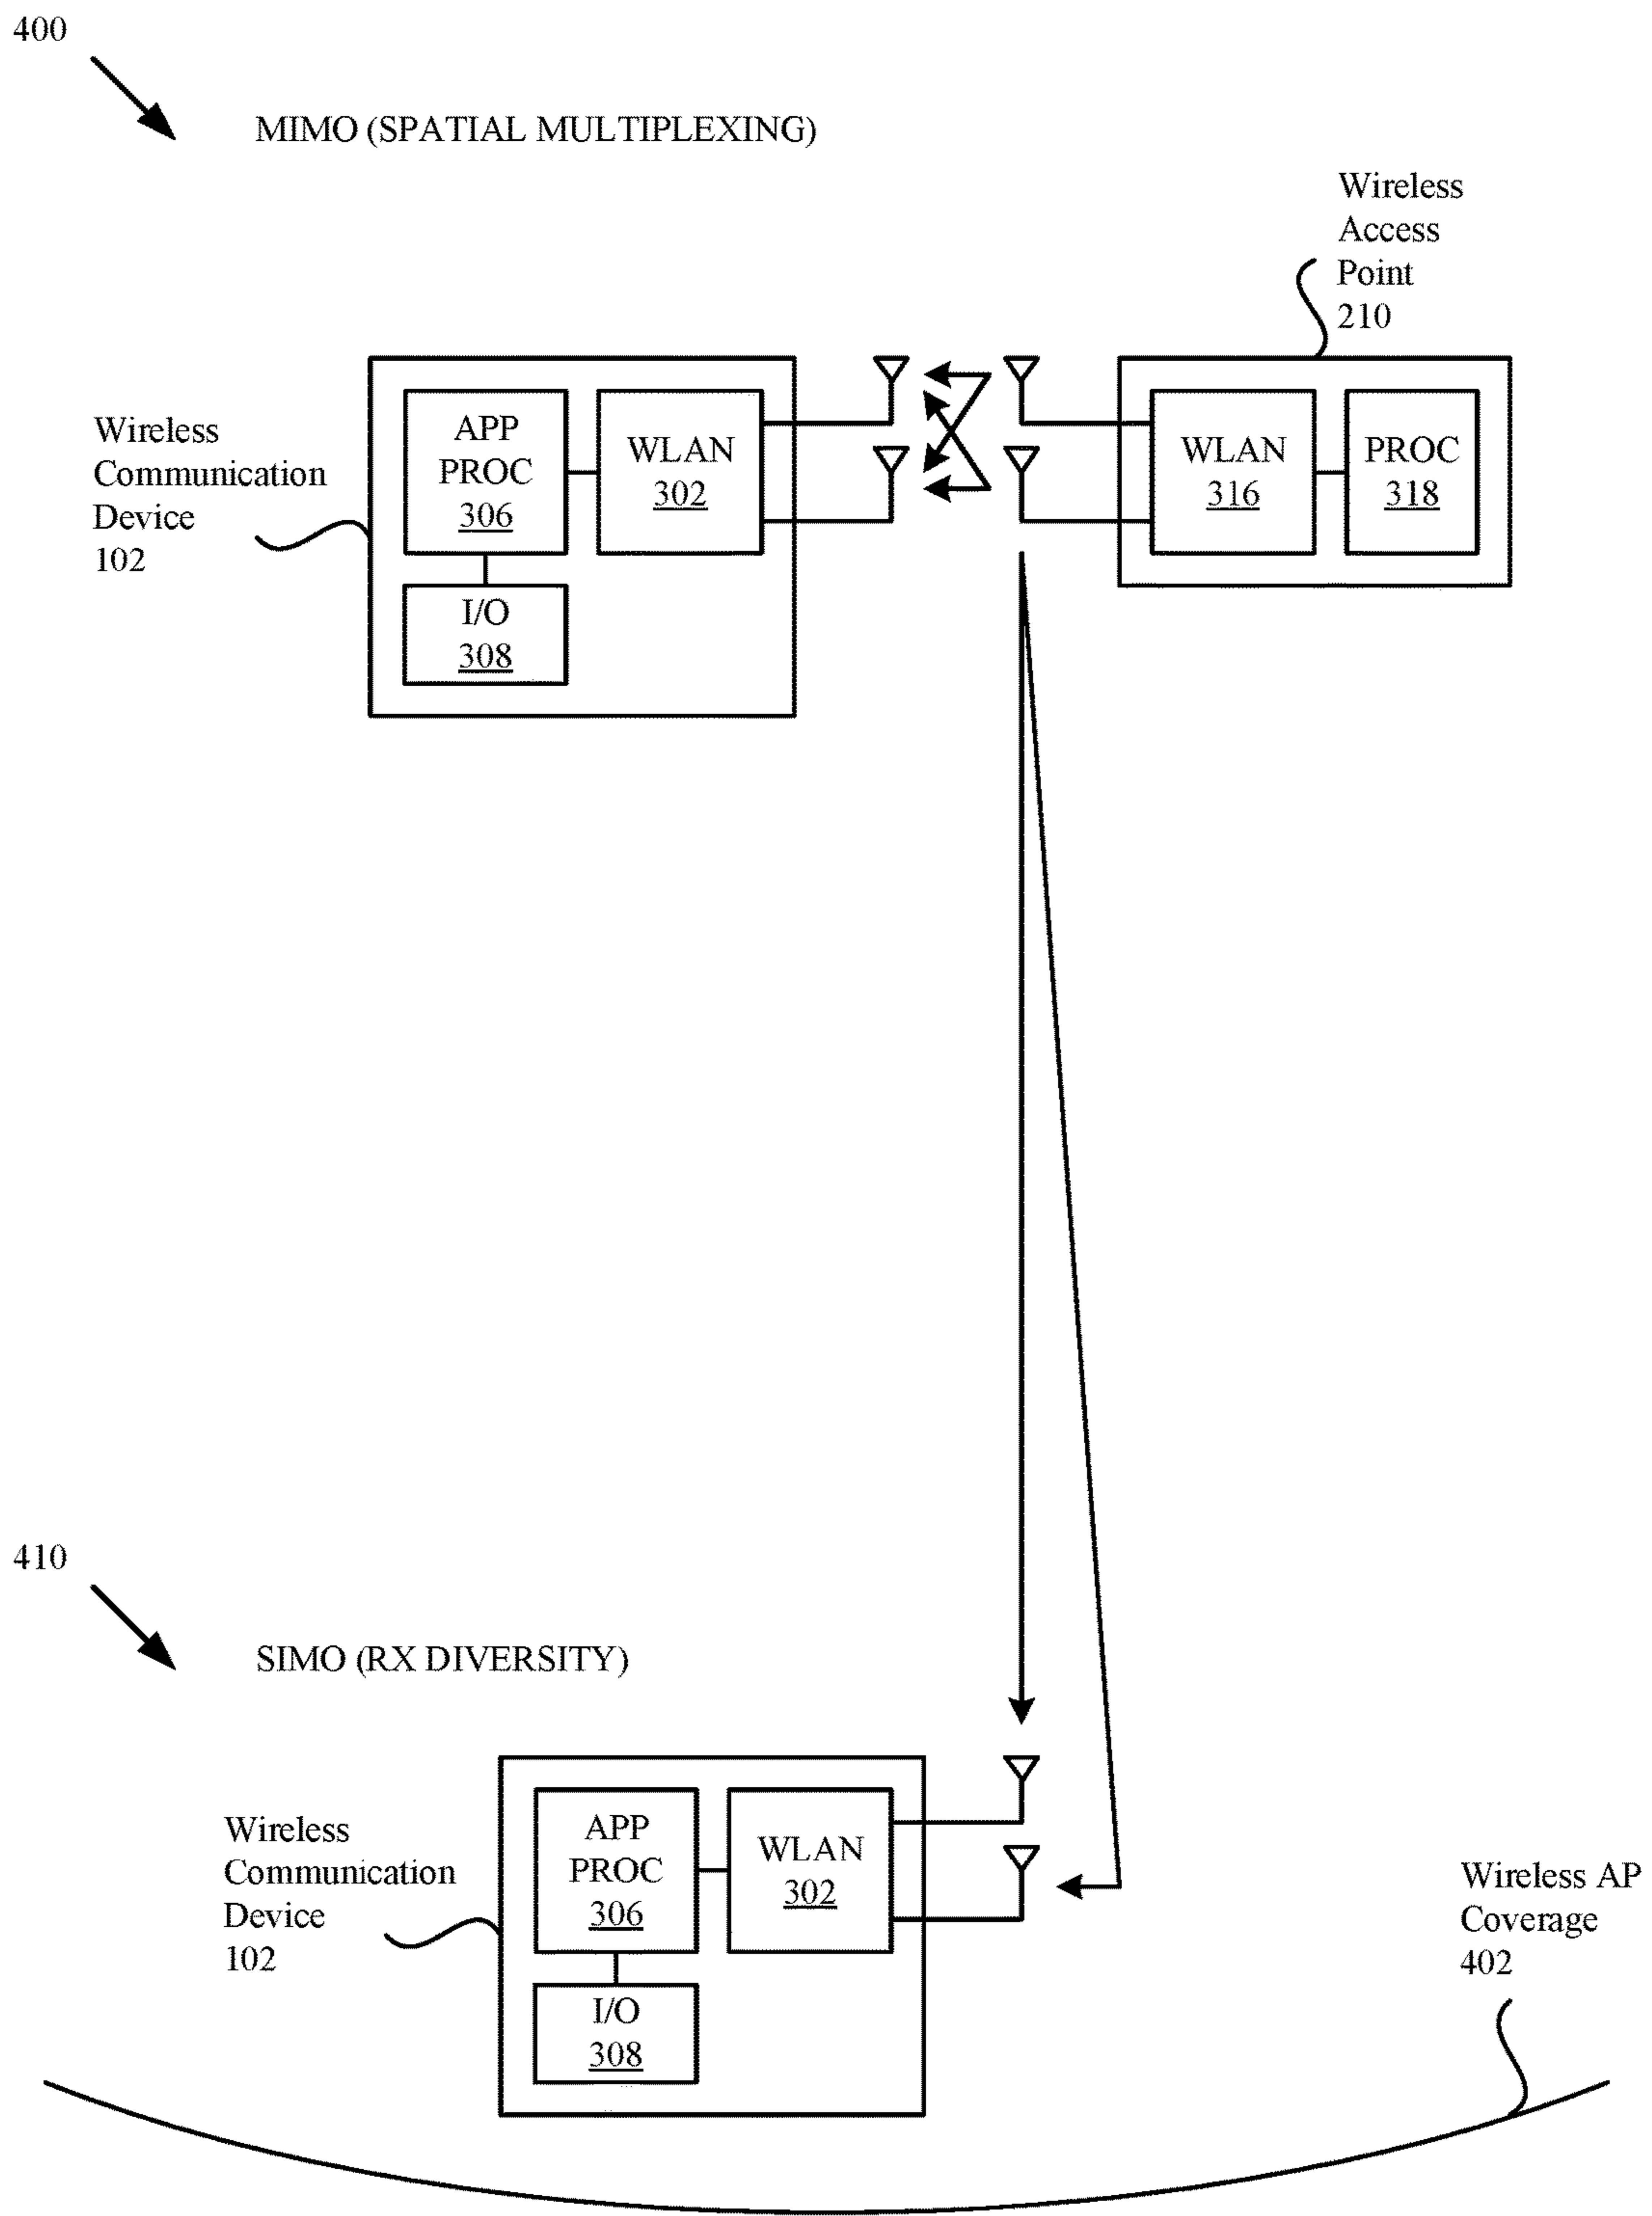 400
MIMO (SPATIAL MULTIPLEXING)
Wireless
Access
Point
210
Wireless
Communication
Device
102
APP
PROC
306
WLAN
302
I/O
308
WLAN
316
PROC
318
410
SIMO (RX DIVERSITY)
Wireless
Communication
Device
102
APP
PROC
306
WLAN
302
I/O
308
Wireless AP
Coverage
402